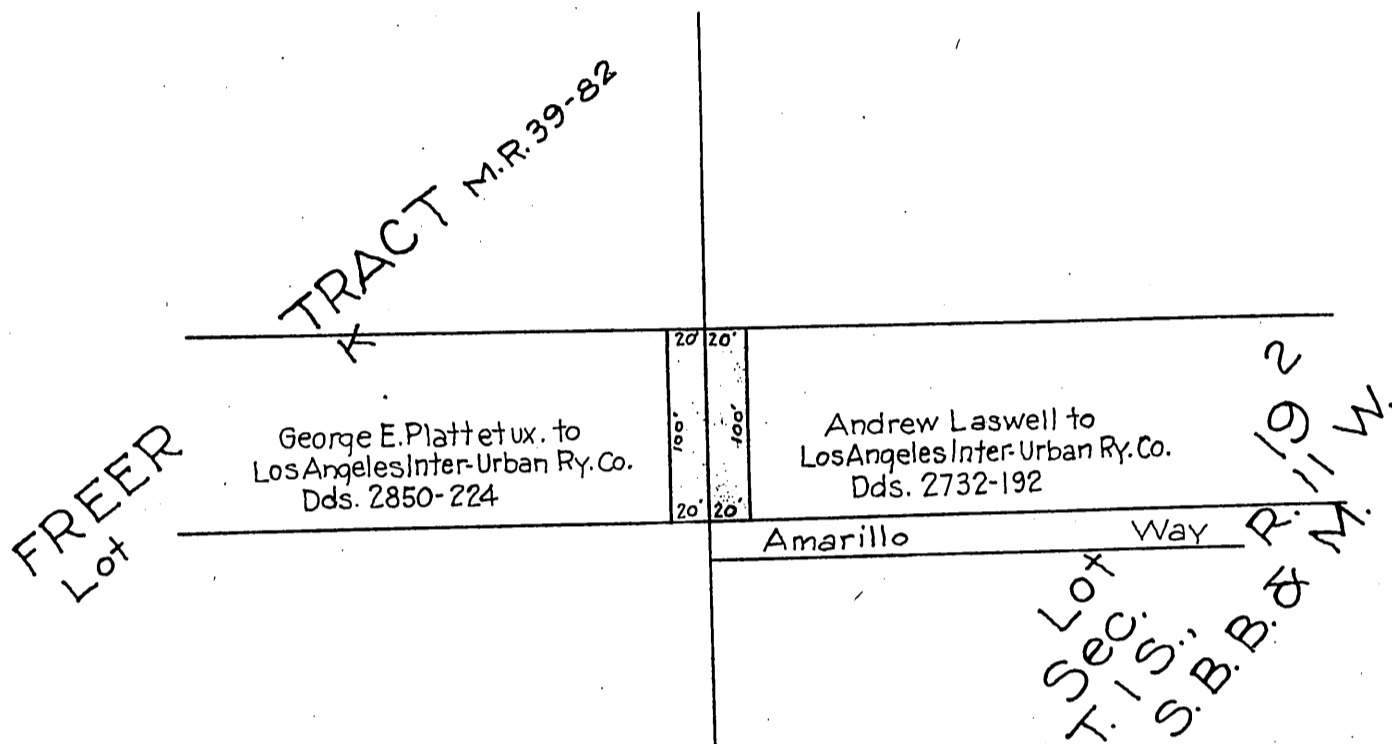 TRACT M.R. 39-82
K
FREER
Lot
George E. Platt et ux. to
Los Angeles Inter-Urban Ry. Co.
Dds. 2850-224
20' 20'
100' 100'
20' 20'
Andrew Laswell to
Los Angeles Inter-Urban Ry. Co.
Dds. 2732-192
Amarillo Way
Lot 2
Sec. 19
T. 1 S., R. 11 W.
S. B. B. & M.